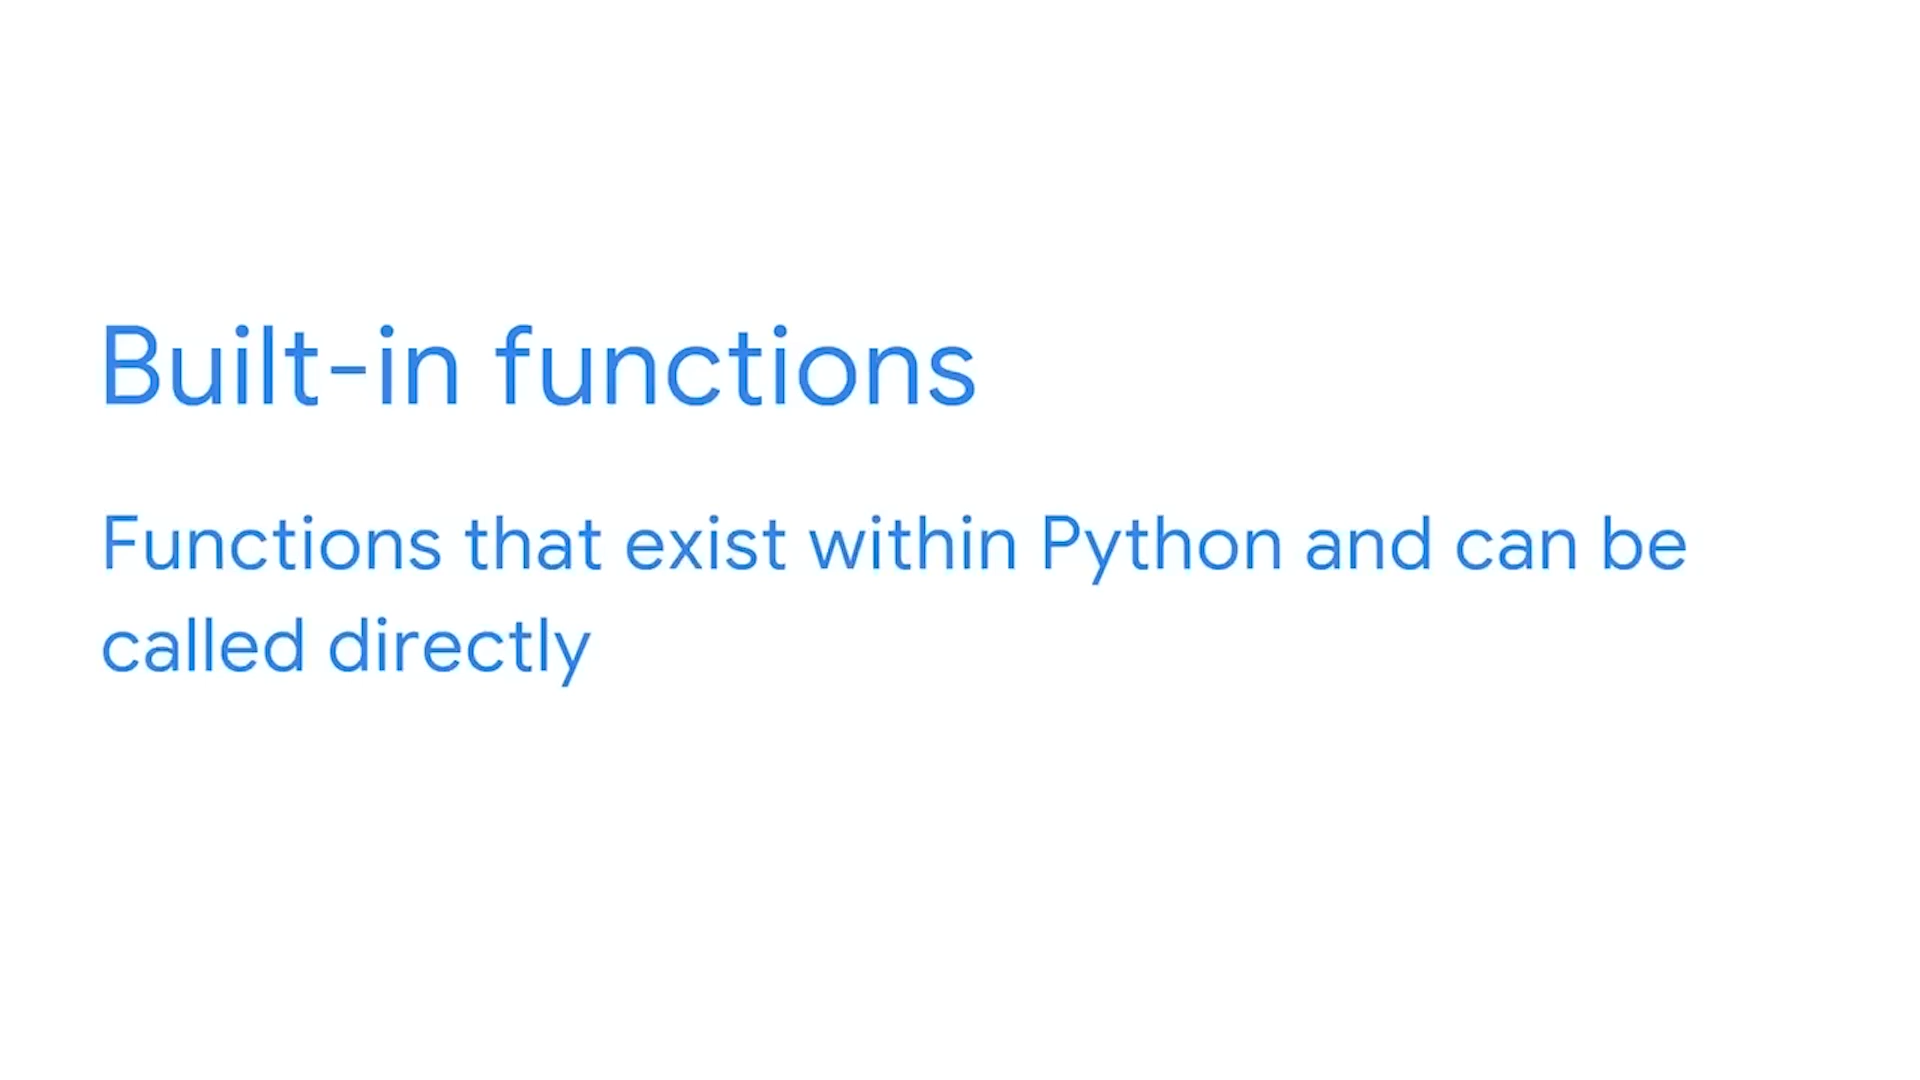 Built-in functions
Functions that exist within Python and can be
called directly